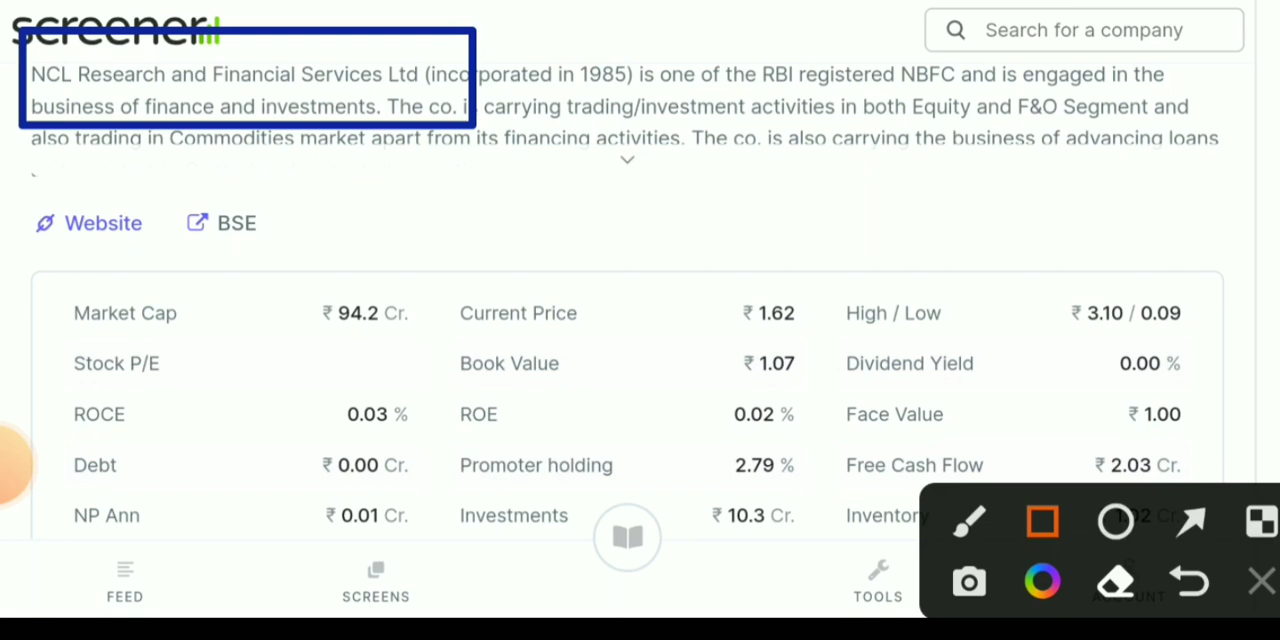 screener
Search for a company
NCL Research and Financial Services Ltd (incorporated in 1985) is one of the RBI registered NBFC and is engaged in the
business of finance and investments. The co. is carrying trading/investment activities in both Equity and F&O Segment and
also trading in Commodities market apart from its financing activities. The co. is also carrying the business of advancing loans
Website BSE
Market Cap ₹ 94.2 Cr. Current Price ₹ 1.62 High / Low ₹ 3.10 / 0.09
Stock P/E Book Value ₹ 1.07 Dividend Yield 0.00 %
ROCE 0.03 % ROE 0.02 % Face Value ₹ 1.00
Debt ₹ 0.00 Cr. Promoter holding 2.79 % Free Cash Flow ₹ 2.03 Cr.
NP Ann ₹ 0.01 Cr. Investments ₹ 10.3 Cr. Inventory
FEED SCREENS TOOLS